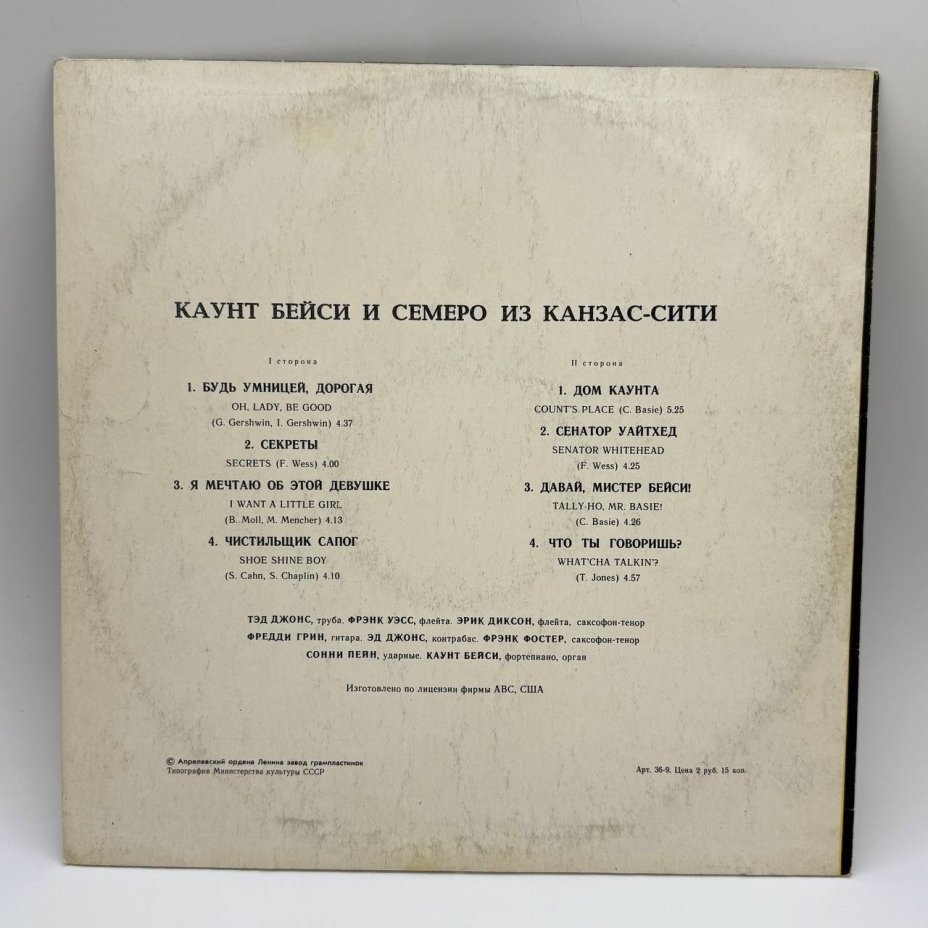 КАУНТ БЕЙСИ И СЕМЕРО ИЗ КАНЗАС-СИТИ
I сторона
1. БУДЬ УМНИЦЕЙ, ДОРОГАЯ
OH, LADY, BE GOOD
(G. Gershwin, I. Gershwin) 4.37
2. СЕКРЕТЫ
SECRETS (F. Wess) 4.00
3. Я МЕЧТАЮ ОБ ЭТОЙ ДЕВУШКЕ
I WANT A LITTLE GIRL
(B. Moll, M. Mencher) 4.13
4. ЧИСТИЛЬЩИК САПОГ
SHOE SHINE BOY
(S. Cahn, S. Chaplin) 4.10
II сторона
1. ДОМ КАУНТА
COUNT'S PLACE (C. Basie) 5.25
2. СЕНАТОР УАЙТХЕД
SENATOR WHITEHEAD
(F. Wess) 4.25
3. ДАВАЙ, МИСТЕР БЕЙСИ!
TALLY-HO, MR. BASIE!
(C. Basie) 4.26
4. ЧТО ТЫ ГОВОРИШЬ?
WHAT'CHA TALKIN'?
(T. Jones) 4.57
ТЭД ДЖОНС, труба. ФРЭНК УЭСС, флейта. ЭРИК ДИКСОН, флейта, саксофон-тенор
ФРЕДДИ ГРИН, гитара. ЭД ДЖОНС, контрабас. ФРЭНК ФОСТЕР, саксофон-тенор
СОННИ ПЕЙН, ударные. КАУНТ БЕЙСИ, фортепиано, орган
Изготовлено по лицензии фирмы ABC, США
© Апрелевский ордена Ленина завод грампластинок
Типография Министерства культуры СССР
Арт. 36-9. Цена 2 руб. 15 коп.